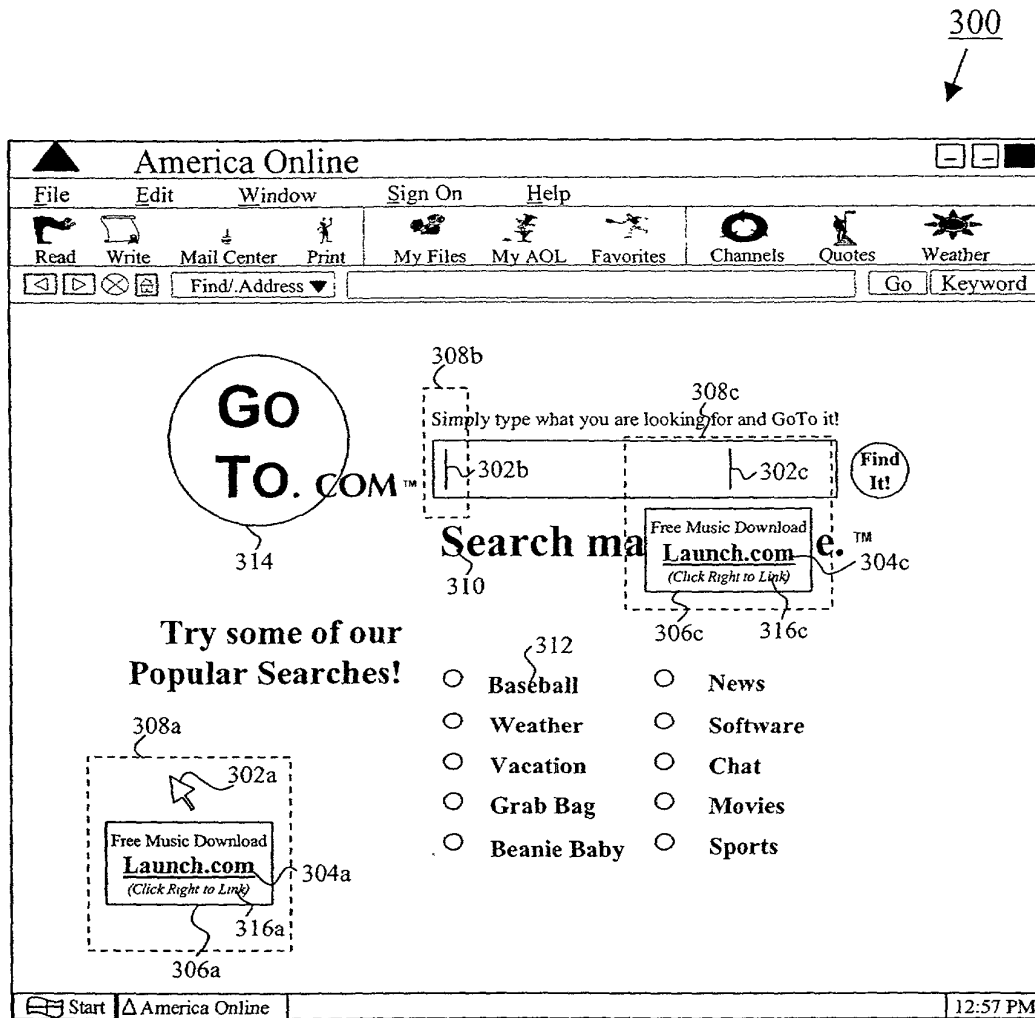 300
America Online
File Edit Window Sign On Help
Read Write Mail Center Print My Files My AOL Favorites Channels Quotes Weather
Find/.Address Go Keyword
308b
308c
GO
TO. COM™
Simply type what you are looking for and GoTo it!
302b 302c
Find
It!
314
Search ma e.™
310
Free Music Download
Launch.com
(Click Right to Link)
304c
306c 316c
Try some of our
Popular Searches!
312
Baseball News
Weather Software
Vacation Chat
Grab Bag Movies
Beanie Baby Sports
308a
302a
Free Music Download
Launch.com
(Click Right to Link)
304a
316a
306a
Start America Online 12:57 PM